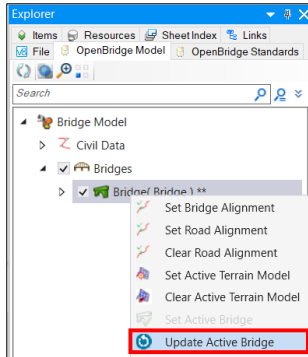 Explorer
Items Resources Sheet Index Links
File OpenBridge Model OpenBridge Standards
Search
Bridge Model
Civil Data
Bridges
Bridge( Bridge ) **
Set Bridge Alignment
Set Road Alignment
Clear Road Alignment
Set Active Terrain Model
Clear Active Terrain Model
Set Active Bridge
Update Active Bridge